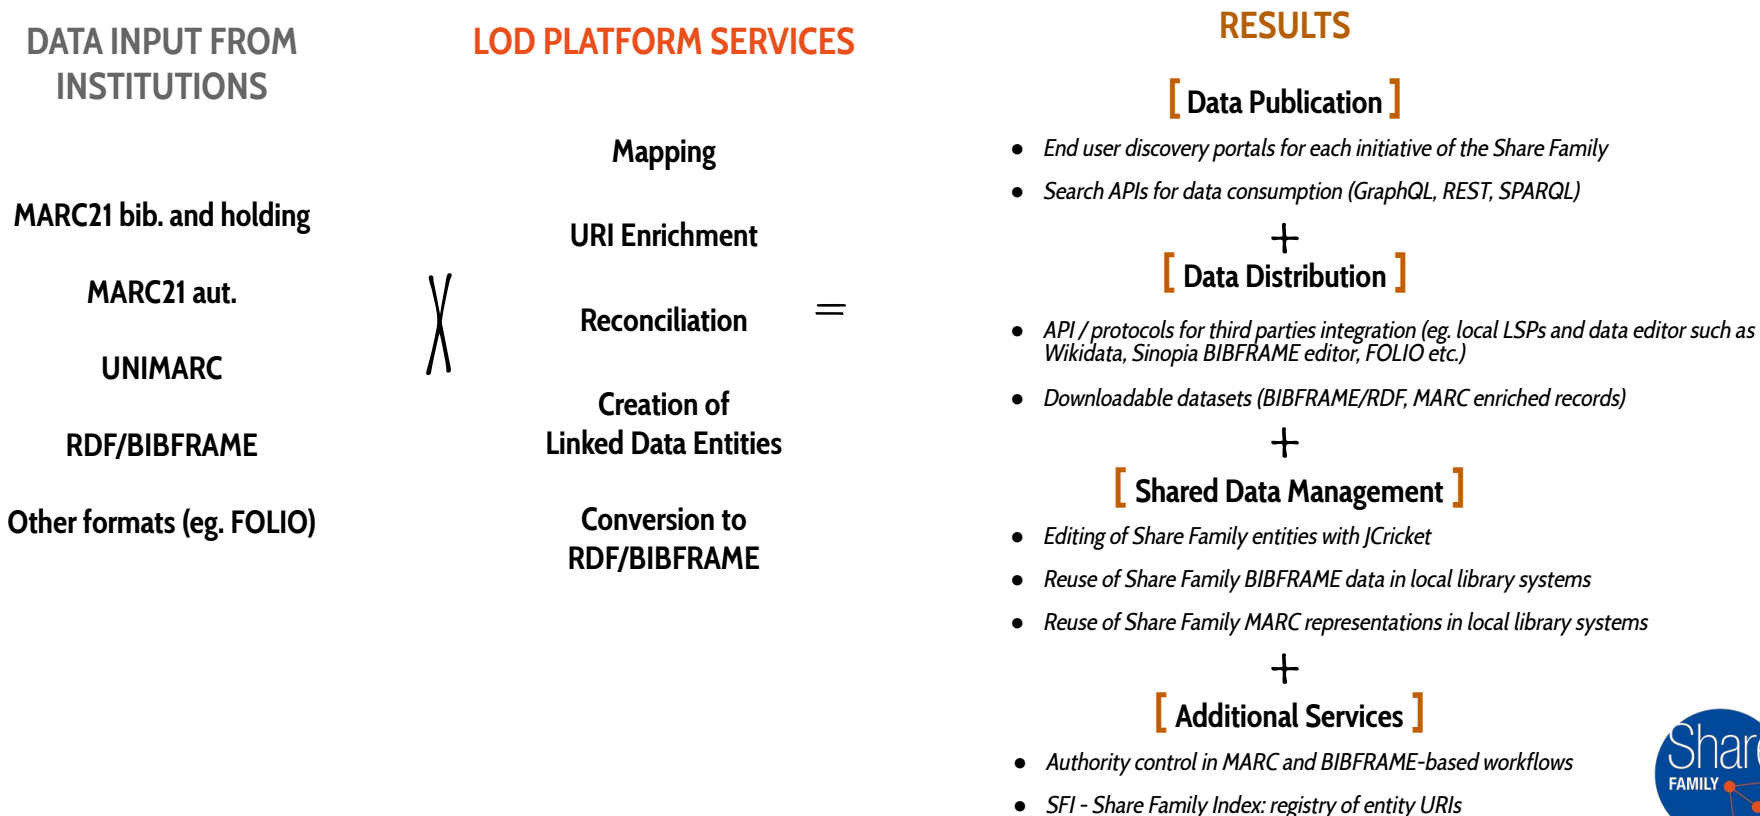 DATA INPUT FROM
INSTITUTIONS
MARC21 bib. and holding
MARC21 aut.
UNIMARC
RDF/BIBFRAME
Other formats (eg. FOLIO)
X
LOD PLATFORM SERVICES
Mapping
URI Enrichment
Reconciliation
Creation of
Linked Data Entities
Conversion to
RDF/BIBFRAME
=
RESULTS
[ Data Publication ]
● End user discovery portals for each initiative of the Share Family
● Search APIs for data consumption (GraphQL, REST, SPARQL)
+
[ Data Distribution ]
● API / protocols for third parties integration (eg. local LSPs and data editor such as
Wikidata, Sinopia BIBFRAME editor, FOLIO etc.)
● Downloadable datasets (BIBFRAME/RDF, MARC enriched records)
+
[ Shared Data Management ]
● Editing of Share Family entities with JCricket
● Reuse of Share Family BIBFRAME data in local library systems
● Reuse of Share Family MARC representations in local library systems
+
[ Additional Services ]
● Authority control in MARC and BIBFRAME-based workflows
● SFI - Share Family Index: registry of entity URIs
Share
FAMILY